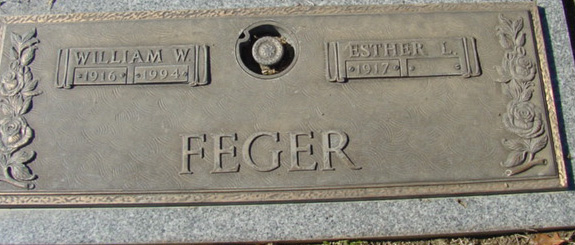 WILLIAM W.
1916 1994
ESTHER L.
1917
FEGER